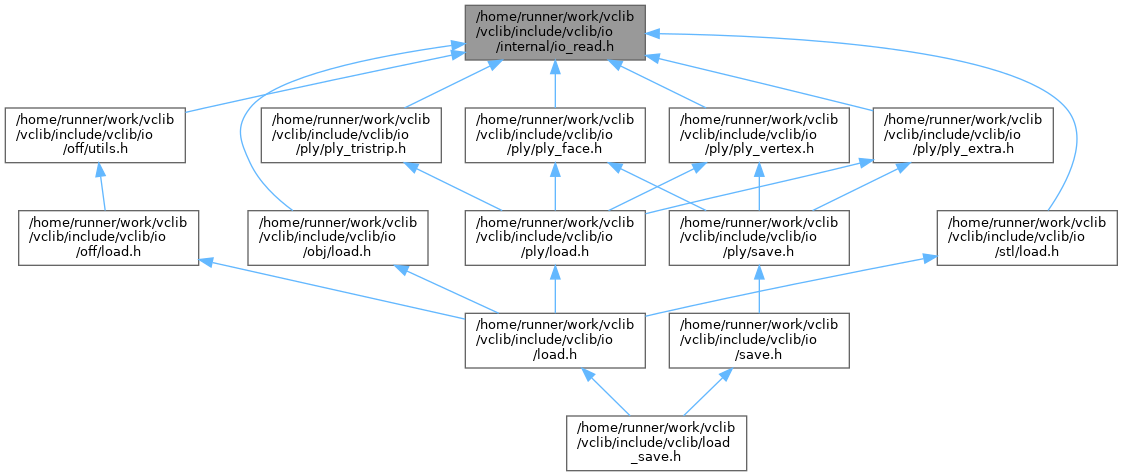 /home/runner/work/vclib
/vclib/include/vclib/io
/internal/io_read.h
/home/runner/work/vclib
/vclib/include/vclib/io
/off/utils.h
/home/runner/work/vclib
/vclib/include/vclib/io
/ply/ply_tristrip.h
/home/runner/work/vclib
/vclib/include/vclib/io
/ply/ply_face.h
/home/runner/work/vclib
/vclib/include/vclib/io
/ply/ply_vertex.h
/home/runner/work/vclib
/vclib/include/vclib/io
/ply/ply_extra.h
/home/runner/work/vclib
/vclib/include/vclib/io
/off/load.h
/home/runner/work/vclib
/vclib/include/vclib/io
/obj/load.h
/home/runner/work/vclib
/vclib/include/vclib/io
/ply/load.h
/home/runner/work/vclib
/vclib/include/vclib/io
/ply/save.h
/home/runner/work/vclib
/vclib/include/vclib/io
/stl/load.h
/home/runner/work/vclib
/vclib/include/vclib/io
/load.h
/home/runner/work/vclib
/vclib/include/vclib/io
/save.h
/home/runner/work/vclib
/vclib/include/vclib/load
_save.h